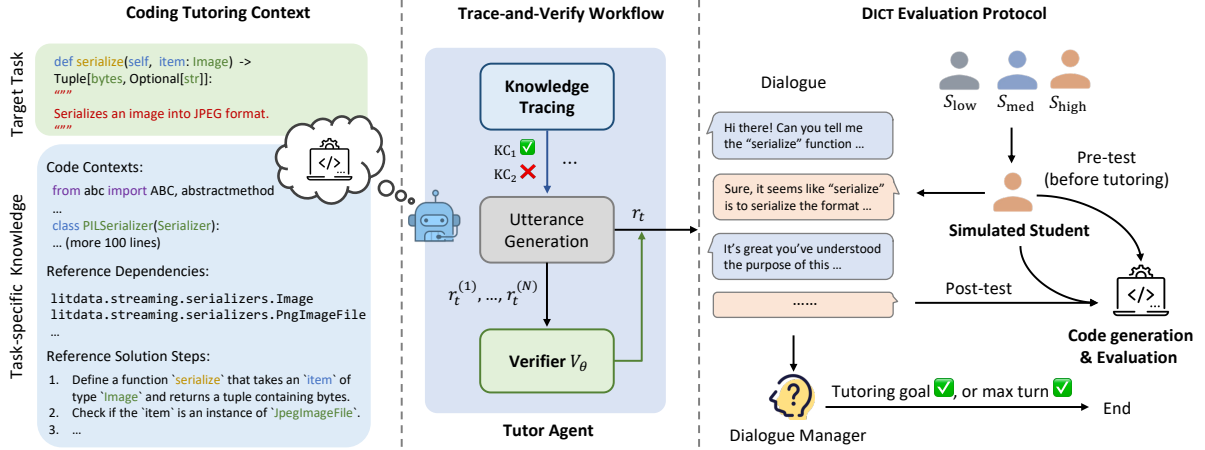 Coding Tutoring Context
Target Task
def serialize(self, item: Image) ->
Tuple[bytes, Optional[str]]:
"""
Serializes an image into JPEG format.
"""
Task-specific Knowledge
Code Contexts:
from abc import ABC, abstractmethod
…
class PILSerializer(Serializer):
… (more 100 lines)
Reference Dependencies:
litdata.streaming.serializers.Image
litdata.streaming.serializers.PngImageFile
…
Reference Solution Steps:
1. Define a function `serialize` that takes an `item` of
type `Image` and returns a tuple containing bytes.
2. Check if the `item` is an instance of `JpegImageFile`.
3. …
</>
Trace-and-Verify Workflow
Knowledge
Tracing
KC₁ ✅
KC₂ ❌
…
Utterance
Generation
r_t
r_t^(1), …, r_t^(N)
Verifier V_θ
Tutor Agent
DICT Evaluation Protocol
Dialogue
Hi there! Can you tell me
the “serialize” function …
Sure, it seems like “serialize”
is to serialize the format …
It’s great you’ve understood
the purpose of this …
……
S_low S_med S_high
Pre-test
(before tutoring)
Simulated Student
Post-test
</>
Code generation
& Evaluation
?
Dialogue Manager
Tutoring goal ✅, or max turn ✅
End